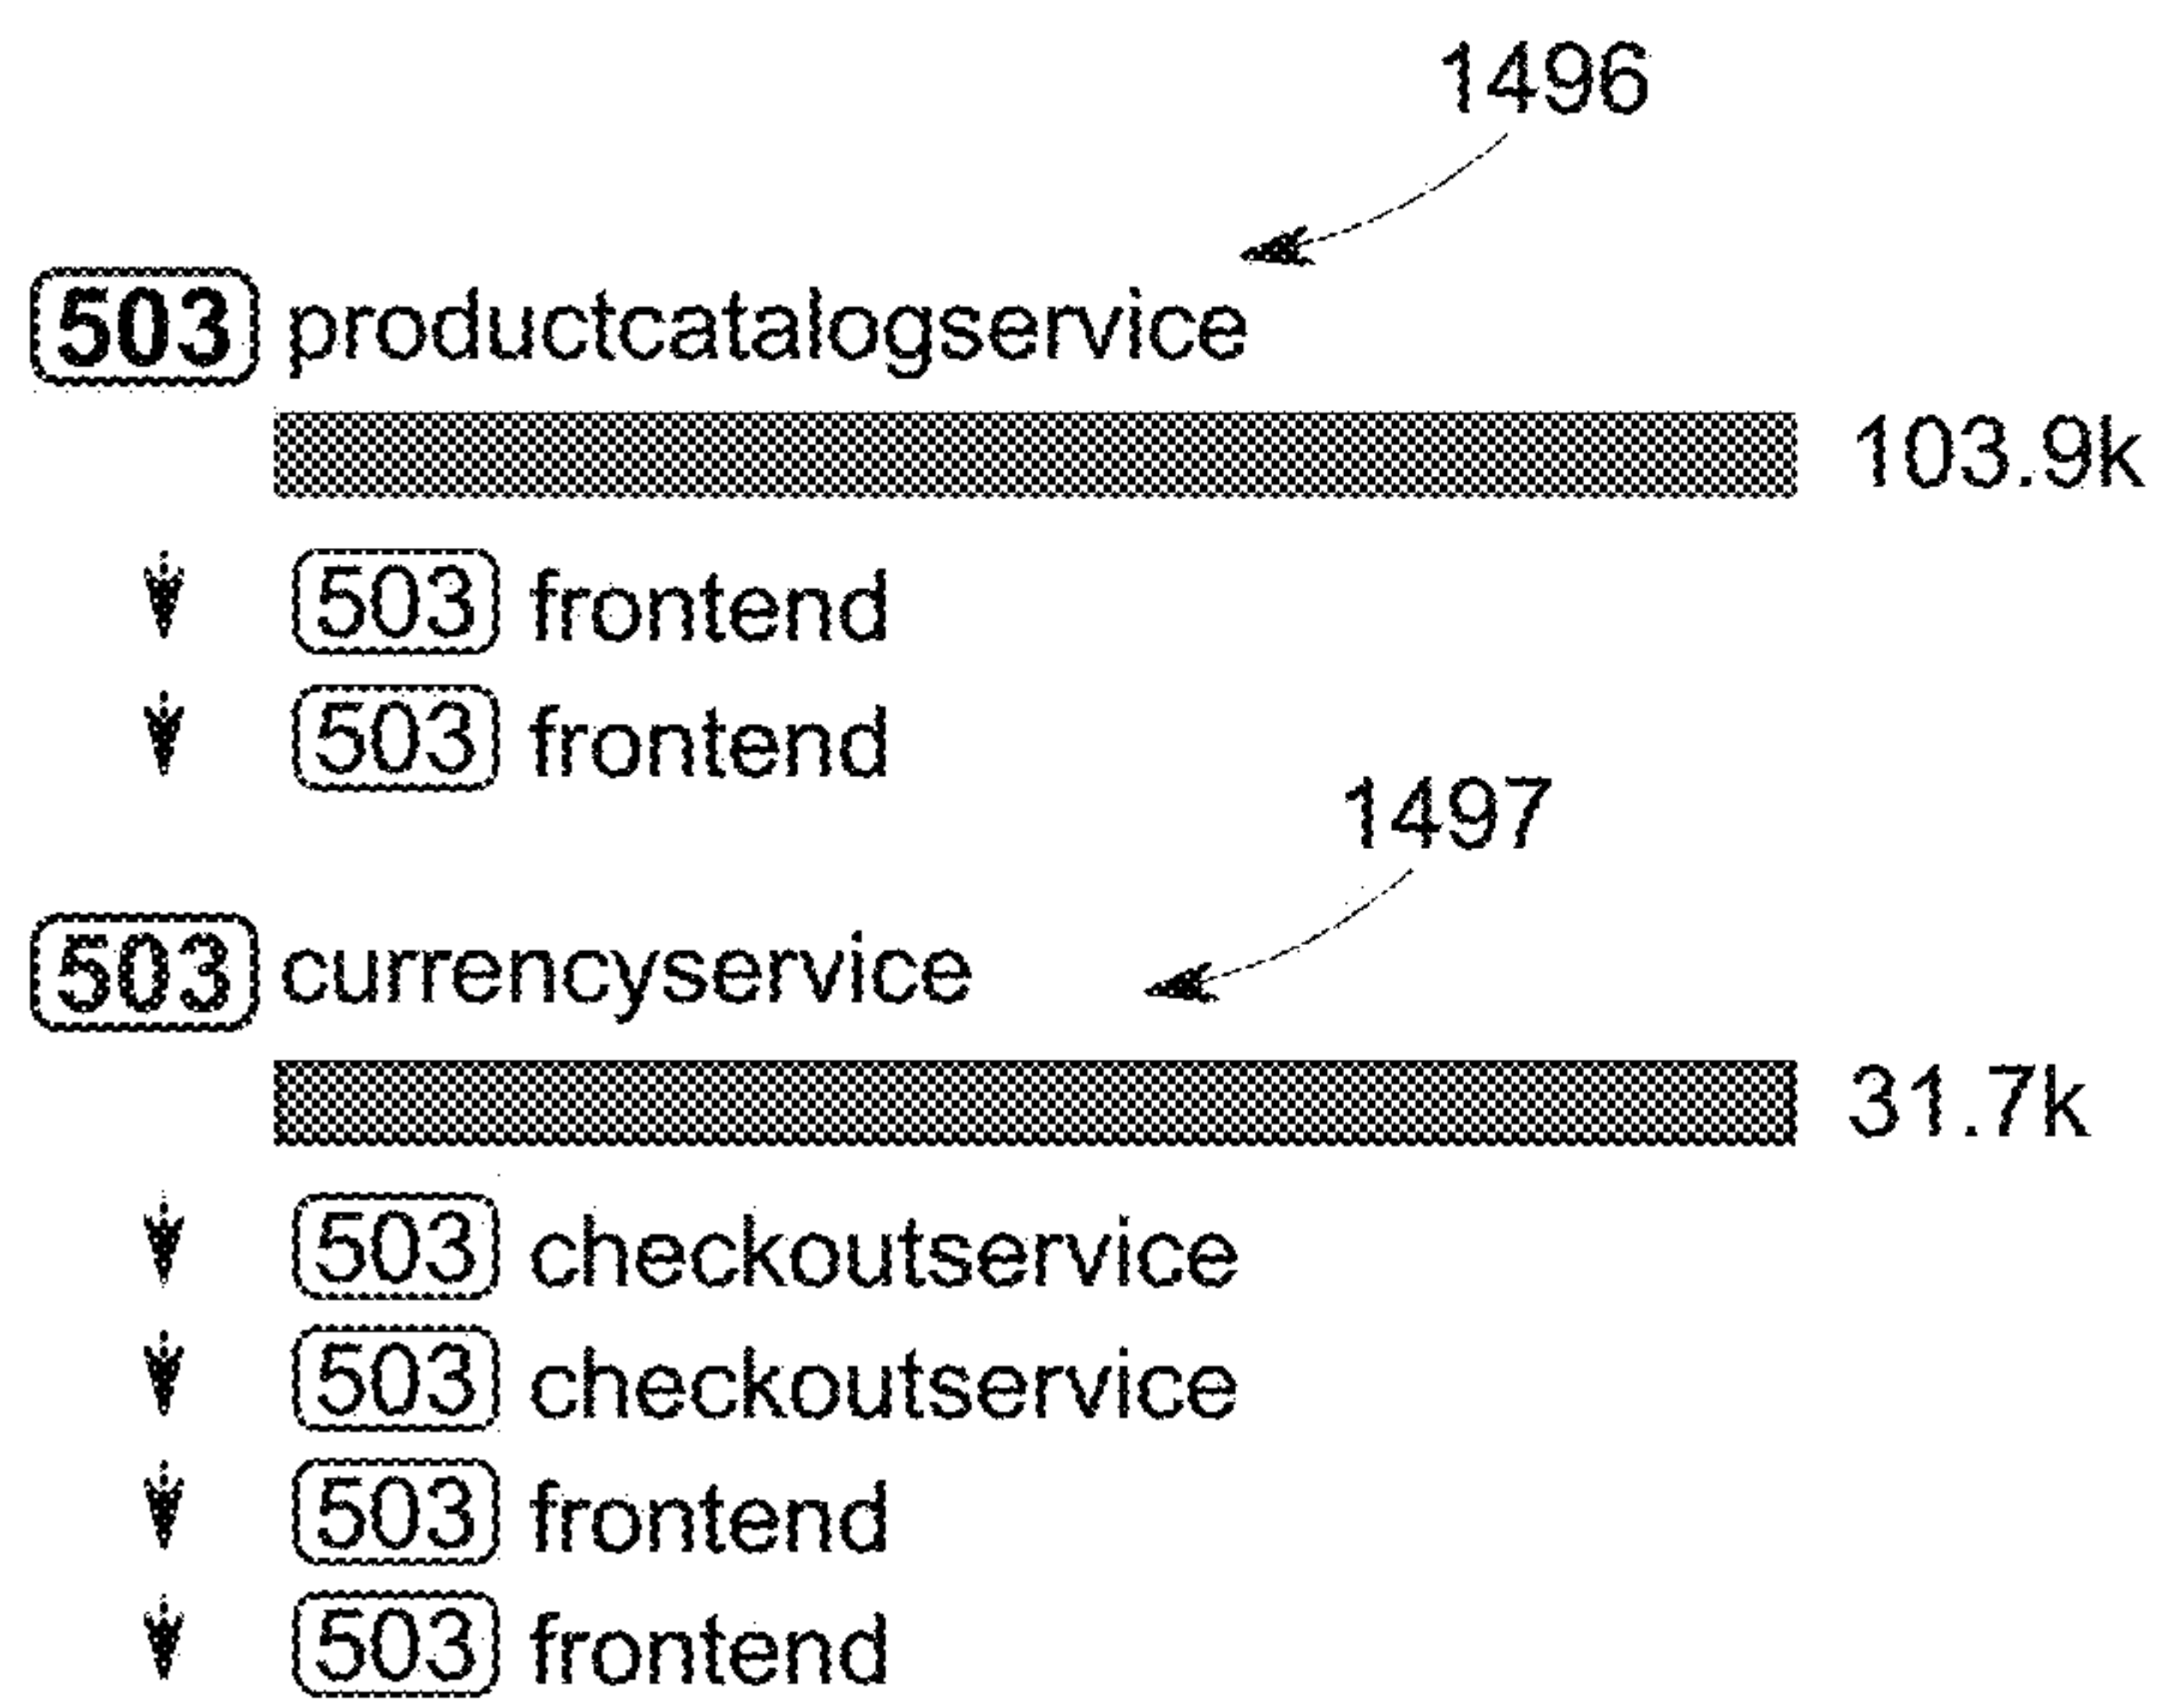 1496
503 productcatalogservice
103.9k
503 frontend
503 frontend
1497
503 currencyservice
31.7k
503 checkoutservice
503 checkoutservice
503 frontend
503 frontend